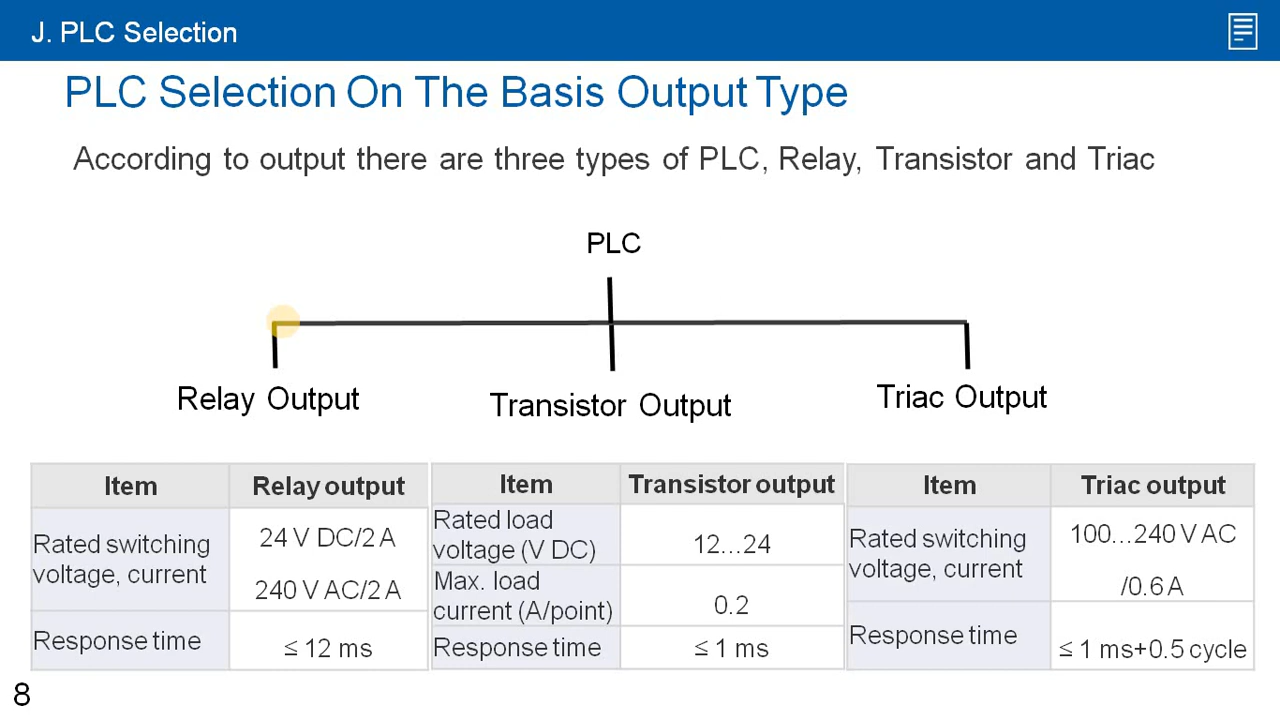 J. PLC Selection
PLC Selection On The Basis Output Type
According to output there are three types of PLC, Relay, Transistor and Triac
PLC
Relay Output
Transistor Output
Triac Output
Item
Relay output
Rated switching
voltage, current
24 V DC/2 A
240 V AC/2 A
Response time
≤ 12 ms
Item
Transistor output
Rated load
voltage (V DC)
12...24
Max. load
current (A/point)
0.2
Response time
≤ 1 ms
Item
Triac output
Rated switching
voltage, current
100...240 V AC
/0.6 A
Response time
≤ 1 ms+0.5 cycle
8